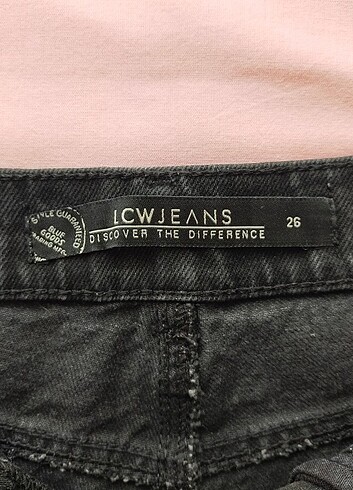 STYLE GUARANTEED
BLUE
GOODS
LCWJEANS
DISCOVER THE DIFFERENCE
26